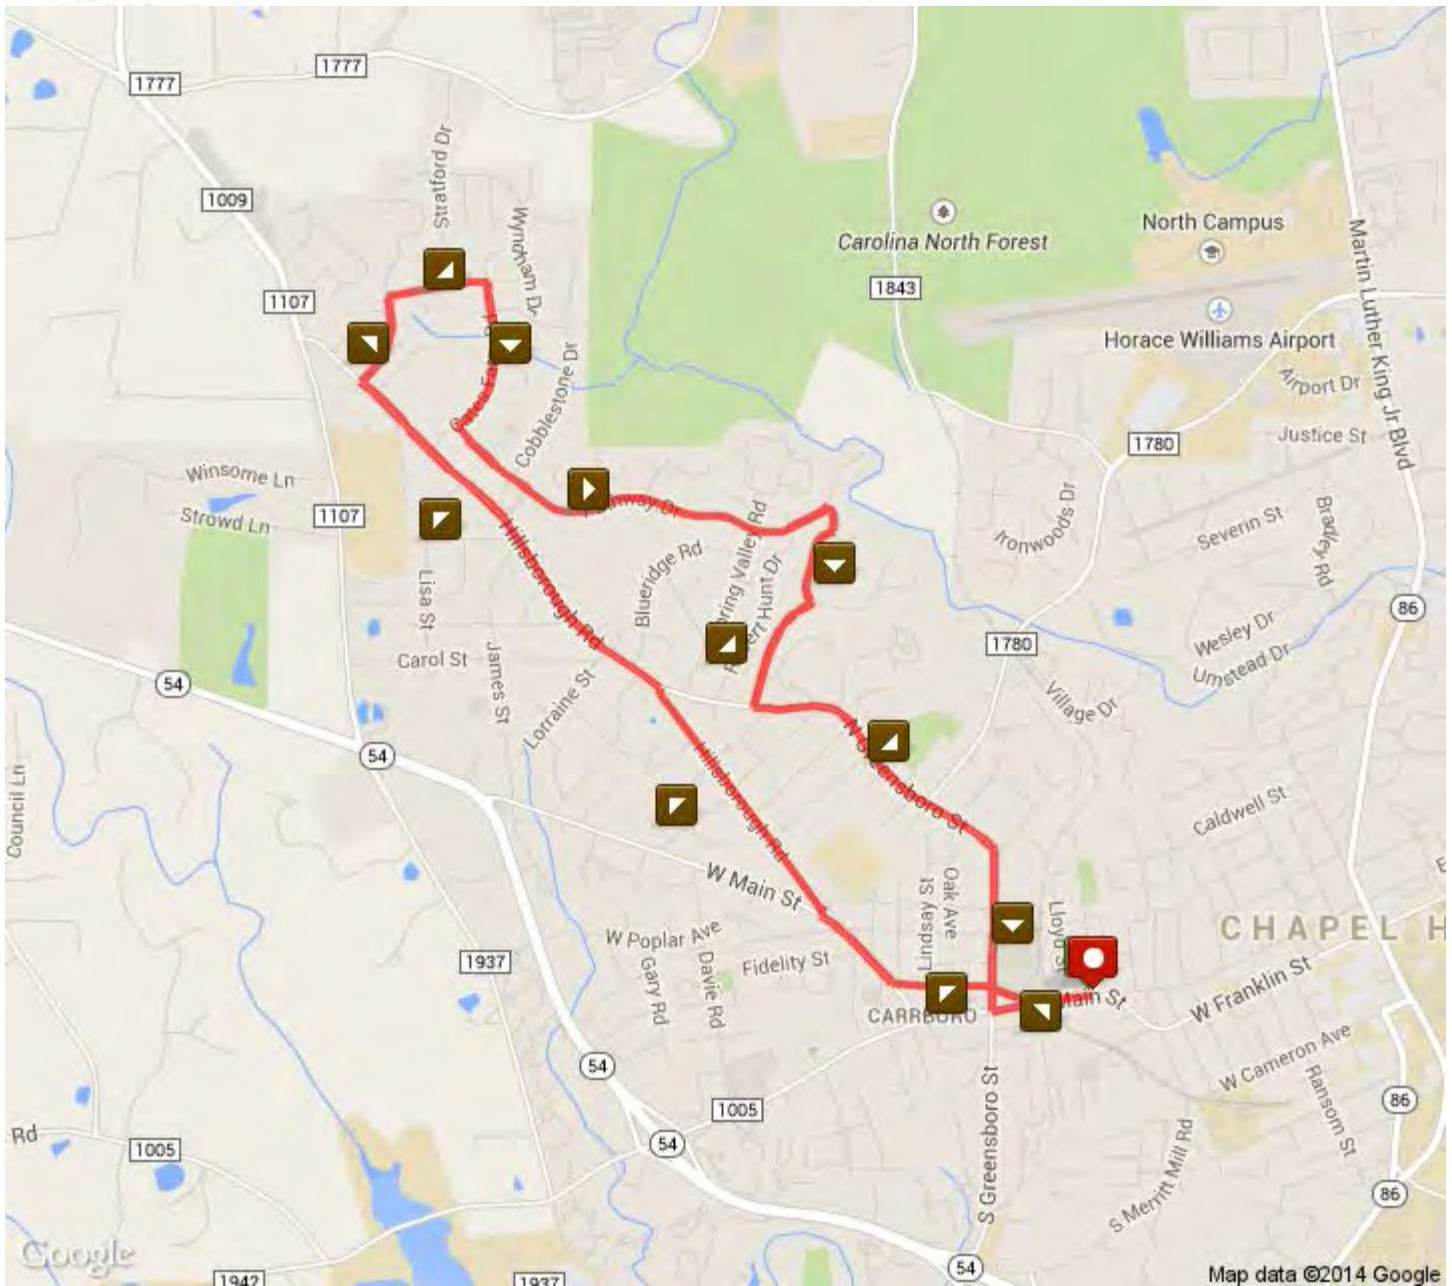 1777
1777
Stratford Dr
1009
Wyndham Dr
Carolina North Forest
North Campus
Martin Luther King Jr Blvd
1107
1843
Horace Williams Airport
Airport Dr
Cobblestone Dr
1780
Justice St
Winsome Ln
Strowd Ln
1107
Hillsborough Rd
Ironwoods Dr
Severin St
Bradley Rd
Blueridge Rd
Lisa St
86
Carol St
James St
Lorraine St
1780
Wesley Dr
Umstead Dr
54
Village Dr
54
N Greensboro St
Hillsborough Rd
Council Ln
Caldwell St
W Main St
Oak Ave
Lindsay St
Lloyd St
CHAPEL H
W Poplar Ave
Gary Rd
Davie Rd
Fidelity St
1937
W Franklin St
CARRBORO
Main St
W Cameron Ave
Ransom St
54
S Greensboro St
1005
86
Rd
1005
54
S Merritt Mill Rd
86
Google
1942
1937
54
Map data ©2014 Google